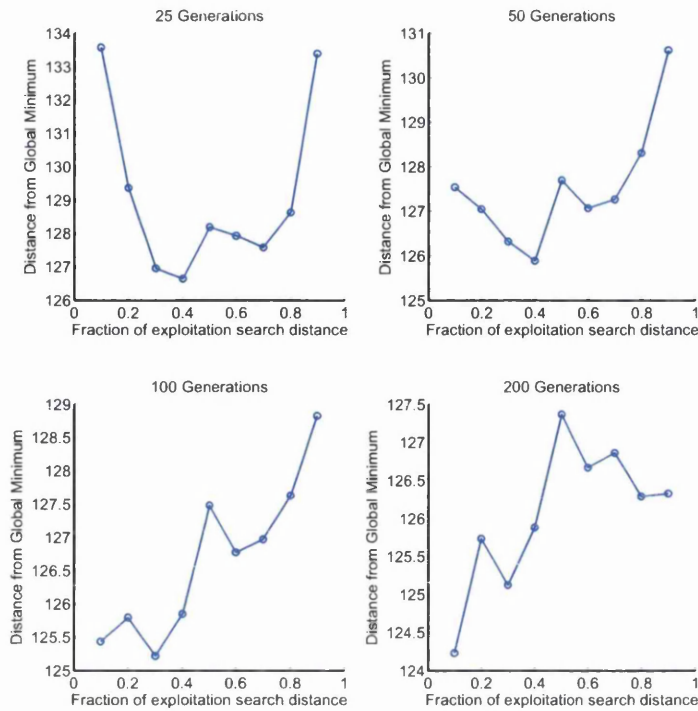 25 Generations
Distance from Global Minimum
134
133
132
131
130
129
128
127
126
0 0.2 0.4 0.6 0.8 1
Fraction of exploitation search distance
50 Generations
Distance from Global Minimum
131
130
129
128
127
126
125
0 0.2 0.4 0.6 0.8 1
Fraction of exploitation search distance
100 Generations
Distance from Global Minimum
129
128.5
128
127.5
127
126.5
126
125.5
125
0 0.2 0.4 0.6 0.8 1
Fraction of exploitation search distance
200 Generations
Distance from Global Minimum
127.5
127
126.5
126
125.5
125
124.5
124
0 0.2 0.4 0.6 0.8 1
Fraction of exploitation search distance